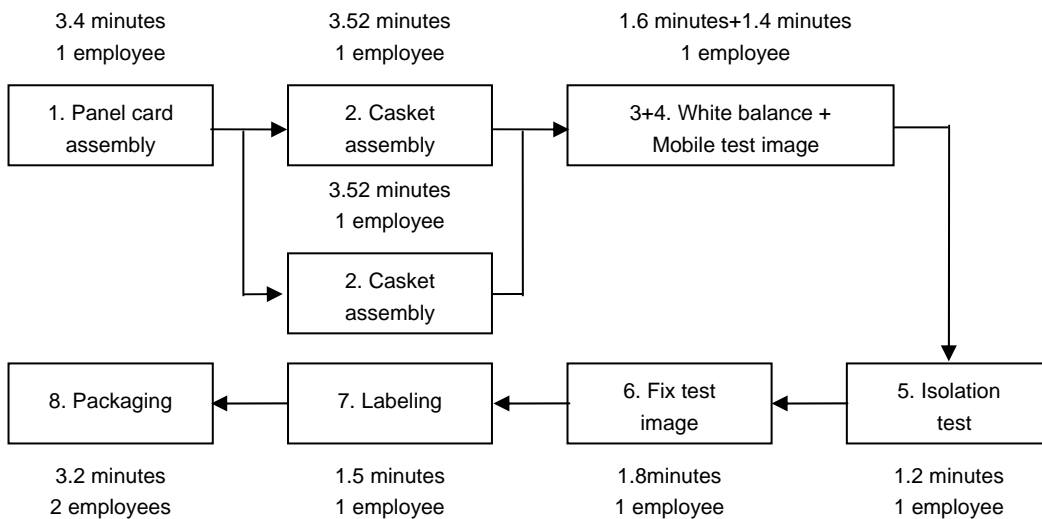 3.4 minutes
1 employee
3.52 minutes
1 employee
1.6 minutes+1.4 minutes
1 employee
1. Panel card
assembly
2. Casket
assembly
3+4. White balance +
Mobile test image
3.52 minutes
1 employee
2. Casket
assembly
8. Packaging
7. Labeling
6. Fix test
image
5. Isolation
test
3.2 minutes
2 employees
1.5 minutes
1 employee
1.8minutes
1 employee
1.2 minutes
1 employee